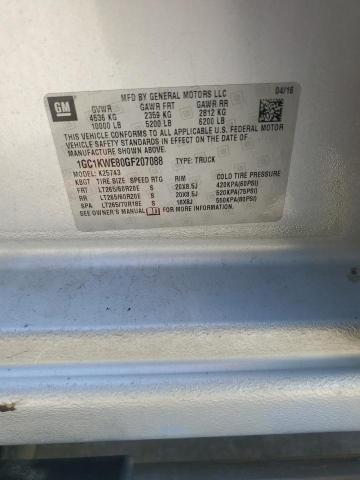 GM
MFD BY GENERAL MOTORS LLC
04/16
GVWR GAWR FRT GAWR RR
4536 KG 2359 KG 2812 KG
10000 LB 5200 LB 6200 LB
THIS VEHICLE CONFORMS TO ALL APPLICABLE U.S. FEDERAL MOTOR
VEHICLE SAFETY STANDARDS IN EFFECT ON THE DATE OF
MANUFACTURE SHOWN ABOVE.
1GC1KWE80GF207088 TYPE: TRUCK
MODEL: K25743
KBGT TIRE SIZE SPEED RTG RIM COLD TIRE PRESSURE
FRT LT265/60R20E S 20X8.5J 420KPA(60PSI)
RR LT265/60R20E S 20X8.5J 520KPA(75PSI)
SPA LT265/70R18E S 18X8J 550KPA(80PSI)
SEE OWNER'S MANUAL FOR MORE INFORMATION.